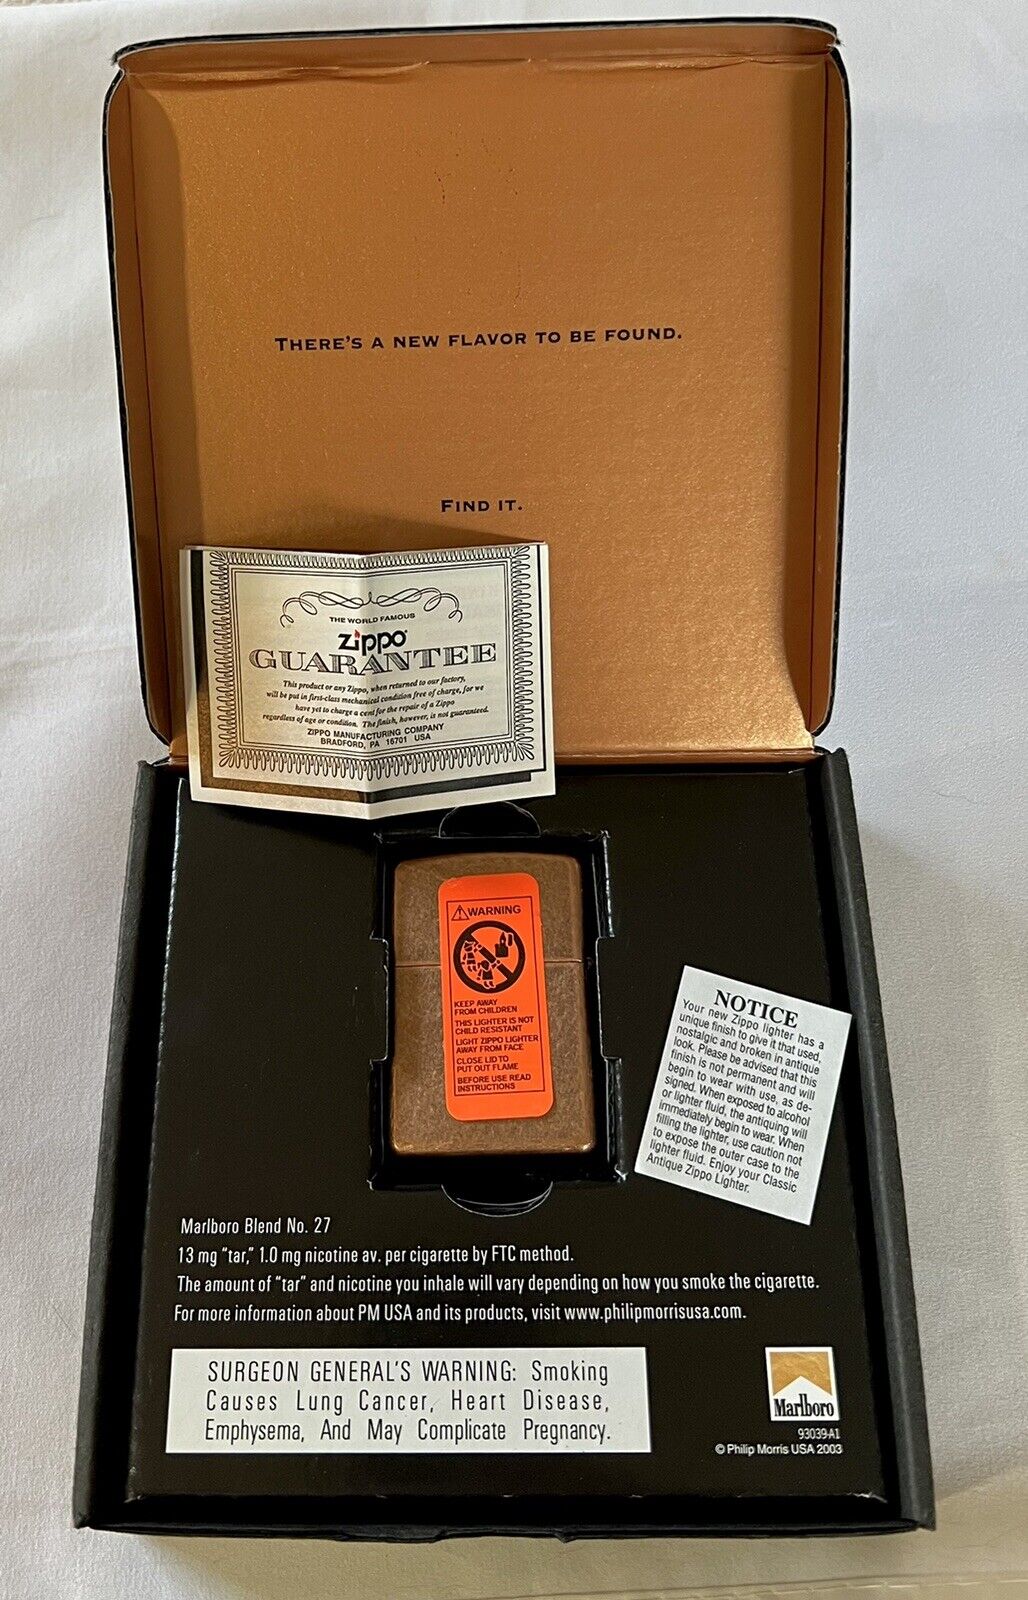 THERE'S A NEW FLAVOR TO BE FOUND.
FIND IT.
THE WORLD FAMOUS
Zippo®
GUARANTEE
This product or any Zippo, when returned to our factory,
will be put in first-class mechanical condition free of charge, for we
have yet to charge a cent for the repair of a Zippo
regardless of age or condition. The finish, however, is not guaranteed.
ZIPPO MANUFACTURING COMPANY
BRADFORD, PA 16701 USA
WARNING
KEEP AWAY
FROM CHILDREN
THIS LIGHTER IS NOT
CHILD RESISTANT
LIGHT ZIPPO LIGHTER
AWAY FROM FACE
CLOSE LID TO
PUT OUT FLAME
BEFORE USE READ
INSTRUCTIONS
NOTICE
Your new Zippo lighter has a
unique finish to give it that used,
nostalgic and broken in antique
look. Please be advised that this
finish is not permanent and will
begin to wear with use, as de-
signed. When exposed to alcohol
or lighter fluid, the antiquing will
immediately begin to wear. When
filling the lighter, use caution not
to expose the outer case to the
lighter fluid. Enjoy your Classic
Antique Zippo Lighter.
Marlboro Blend No. 27
13 mg "tar," 1.0 mg nicotine av. per cigarette by FTC method.
The amount of "tar" and nicotine you inhale will vary depending on how you smoke the cigarette.
For more information about PM USA and its products, visit www.philipmorrisusa.com.
SURGEON GENERAL'S WARNING: Smoking
Causes Lung Cancer, Heart Disease,
Emphysema, And May Complicate Pregnancy.
Marlboro
93039-A1
© Philip Morris USA 2003